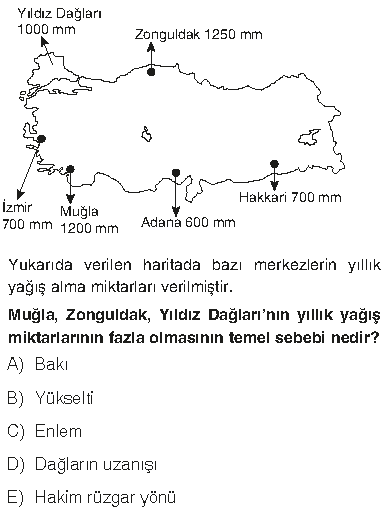 Yıldız Dağları
1000 mm
Zonguldak 1250 mm
İzmir
700 mm
Muğla
1200 mm
Adana 600 mm
Hakkari 700 mm
Yukarıda verilen haritada bazı merkezlerin yıllık
yağış alma miktarları verilmiştir.
Muğla, Zonguldak, Yıldız Dağları'nın yıllık yağış
miktarlarının fazla olmasının temel sebebi nedir?
A) Bakı
B) Yükselti
C) Enlem
D) Dağların uzanışı
E) Hakim rüzgar yönü